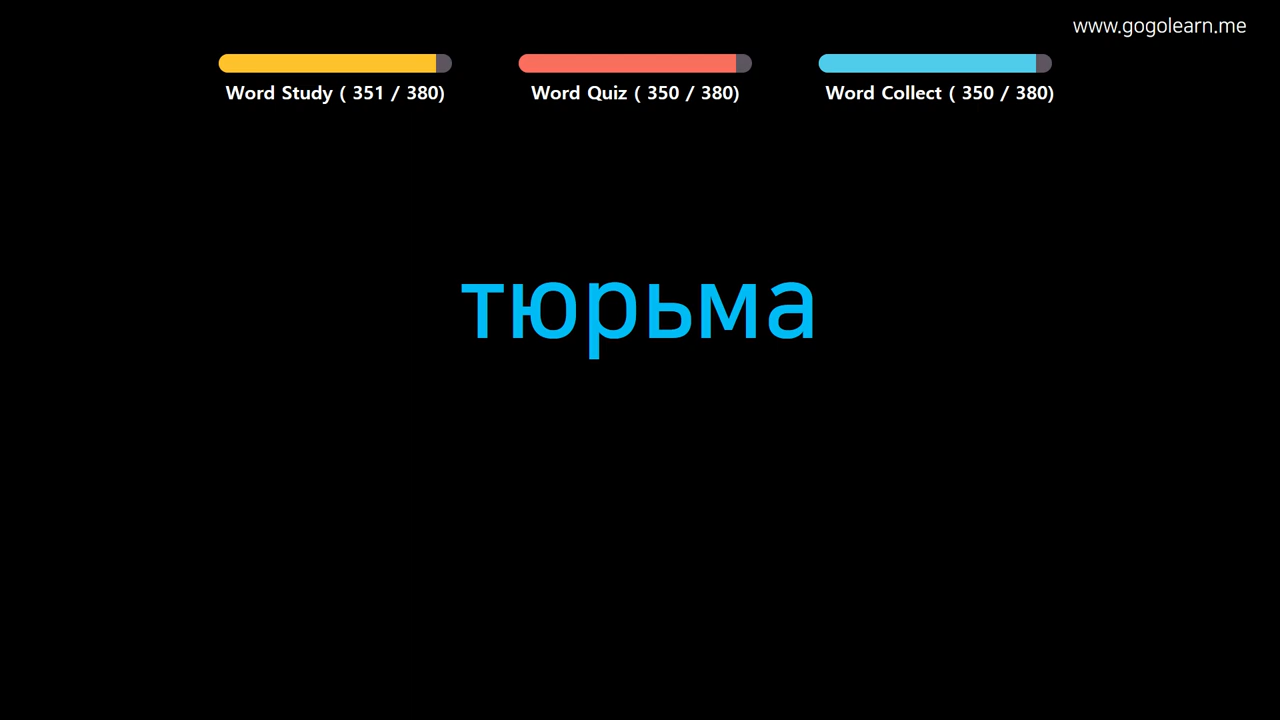 www.gogolearn.me
Word Study ( 351 / 380)
Word Quiz ( 350 / 380)
Word Collect ( 350 / 380)
тюрьма